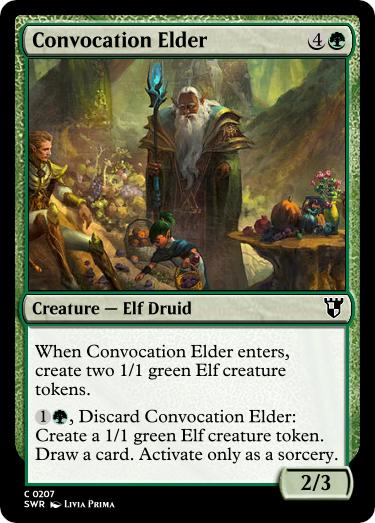 Convocation Elder 4
Creature — Elf Druid
When Convocation Elder enters,
create two 1/1 green Elf creature
tokens.
1, Discard Convocation Elder:
Create a 1/1 green Elf creature token.
Draw a card. Activate only as a sorcery.
2/3
C 0207
SWR Livia Prima